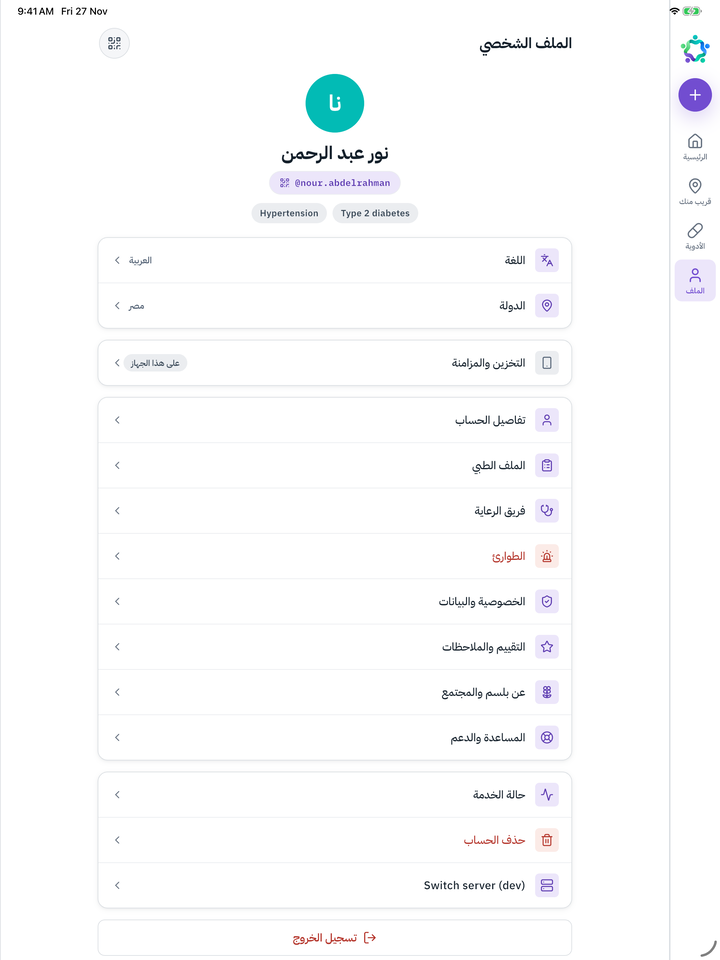 9:41 AM Fri 27 Nov
الملف الشخصي
نا
نور عبد الرحمن
@nour.abdelrahman
Hypertension
Type 2 diabetes
اللغة
العربية
الدولة
مصر
التخزين والمزامنة
على هذا الجهاز
تفاصيل الحساب
الملف الطبي
فريق الرعاية
الطوارئ
الخصوصية والبيانات
التقييم والملاحظات
عن بلسم والمجتمع
المساعدة والدعم
حالة الخدمة
حذف الحساب
Switch server (dev)
تسجيل الخروج
الرئيسية
قريب منك
الأدوية
الملف